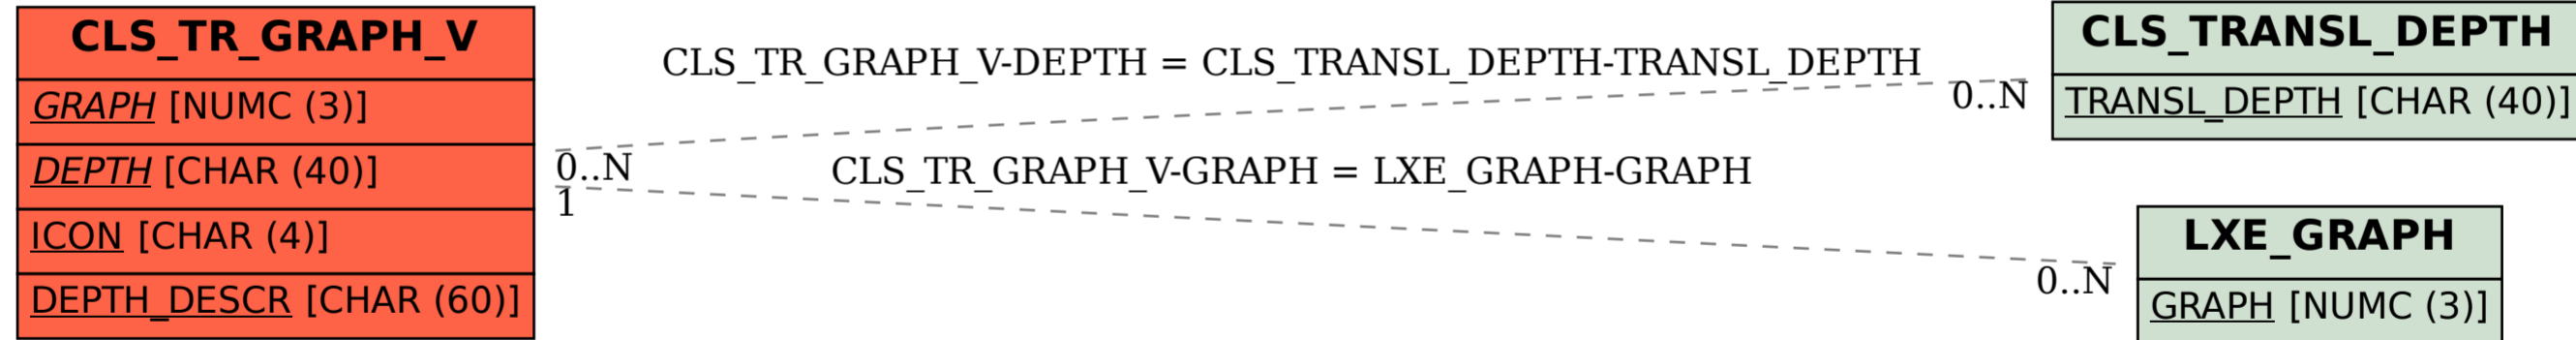 CLS_TR_GRAPH_V
GRAPH [NUMC (3)]
DEPTH [CHAR (40)]
ICON [CHAR (4)]
DEPTH_DESCR [CHAR (60)]
CLS_TR_GRAPH_V-DEPTH = CLS_TRANSL_DEPTH-TRANSL_DEPTH
0..N
0..N
CLS_TR_GRAPH_V-GRAPH = LXE_GRAPH-GRAPH
1
0..N
CLS_TRANSL_DEPTH
TRANSL_DEPTH [CHAR (40)]
LXE_GRAPH
GRAPH [NUMC (3)]